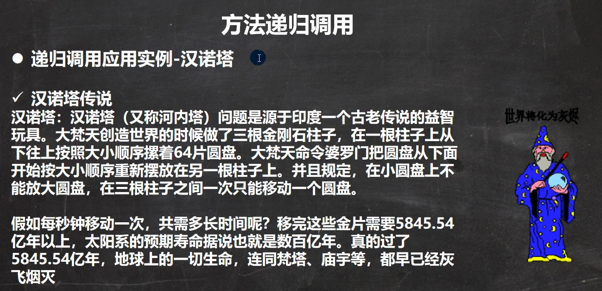 方法递归调用
递归调用应用实例-汉诺塔
汉诺塔传说
汉诺塔:汉诺塔(又称河内塔)问题是源于印度一个古老传说的益智
玩具。大梵天创造世界的时候做了三根金刚石柱子,在一根柱子上从
下往上按照大小顺序摞着64片圆盘。大梵天命令婆罗门把圆盘从下面
开始按大小顺序重新摆放在另一根柱子上。并且规定,在小圆盘上不
能放大圆盘,在三根柱子之间一次只能移动一个圆盘。
假如每秒钟移动一次,共需多长时间呢?移完这些金片需要5845.54
亿年以上,太阳系的预期寿命据说也就是数百亿年。真的过了
5845.54亿年,地球上的一切生命,连同梵塔、庙宇等,都早已经灰
飞烟灭
世界将化为灰烬